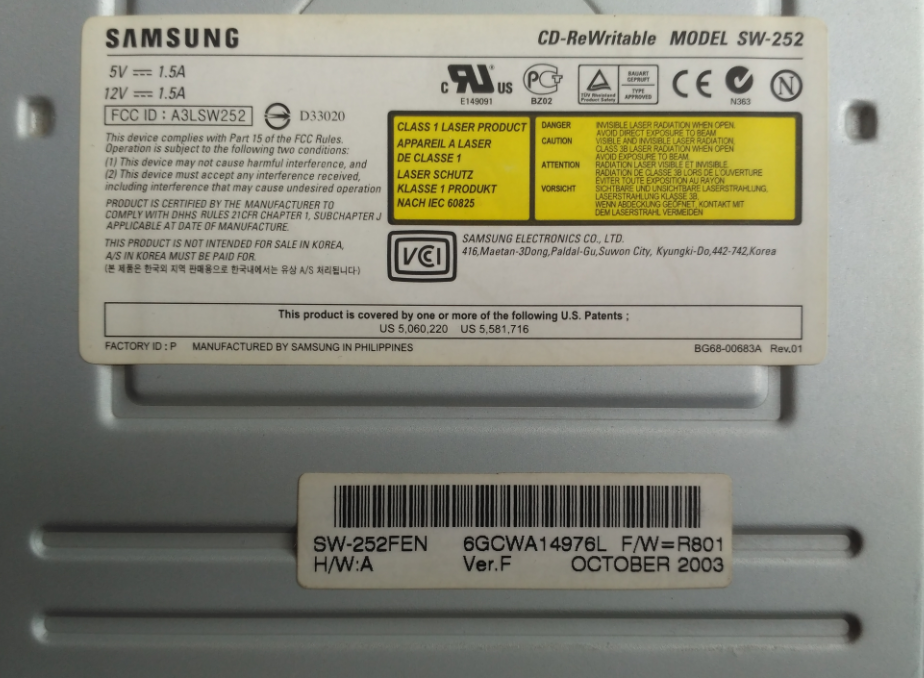 SAMSUNG
CD-ReWritable MODEL SW-252
5V 1.5A
12V 1.5A
FCC ID : A3LSW252
D33020
This device complies with Part 15 of the FCC Rules.
Operation is subject to the following two conditions:
(1) This device may not cause harmful interference, and
(2) This device must accept any interference received,
including interference that may cause undesired operation
PRODUCT IS CERTIFIED BY THE MANUFACTURER TO
COMPLY WITH DHHS RULES 21CFR CHAPTER 1, SUBCHAPTER J
APPLICABLE AT DATE OF MANUFACTURE.
THIS PRODUCT IS NOT INTENDED FOR SALE IN KOREA,
A/S IN KOREA MUST BE PAID FOR.
(본 제품은 한국외 지역 판매용으로 한국내에서는 유상 A/S 처리됩니다)
c RU US
E149091
PCT
BZ02
TÜV Rheinland
Product Safety
BAUART
GEPRÜFT
TYPE
APPROVED
CE
N363
N
CLASS 1 LASER PRODUCT
APPAREIL A LASER
DE CLASSE 1
LASER SCHUTZ
KLASSE 1 PRODUKT
NACH IEC 60825
DANGER INVISIBLE LASER RADIATION WHEN OPEN.
AVOID DIRECT EXPOSURE TO BEAM
CAUTION VISIBLE AND INVISIBLE LASER RADIATION,
CLASS 3B LASER RADIATION WHEN OPEN
AVOID EXPOSURE TO BEAM.
ATTENTION RADIATION LASER VISIBLE ET INVISIBLE.
RADIATION DE CLASSE 3B LORS DE L'OUVERTURE
EVITER TOUTE EXPOSITION AU RAYON
VORSICHT SICHTBARE UND UNSICHTBARE LASERSTRAHLUNG,
LASERSTRAHLUNG KLASSE 3B,
WENN ABDECKUNG GEÖFNET, KONTAKT MIT
DEM LASERSTRAHL VERMEIDEN
VCI
SAMSUNG ELECTRONICS CO., LTD.
416,Maetan-3Dong,Paldal-Gu,Suwon City, Kyungki-Do,442-742,Korea
This product is covered by one or more of the following U.S. Patents ;
US 5,060,220 US 5,581,716
FACTORY ID : P MANUFACTURED BY SAMSUNG IN PHILIPPINES
BG68-00683A Rev.01
SW-252FEN 6GCWA14976L F/W=R801
H/W:A Ver.F OCTOBER 2003